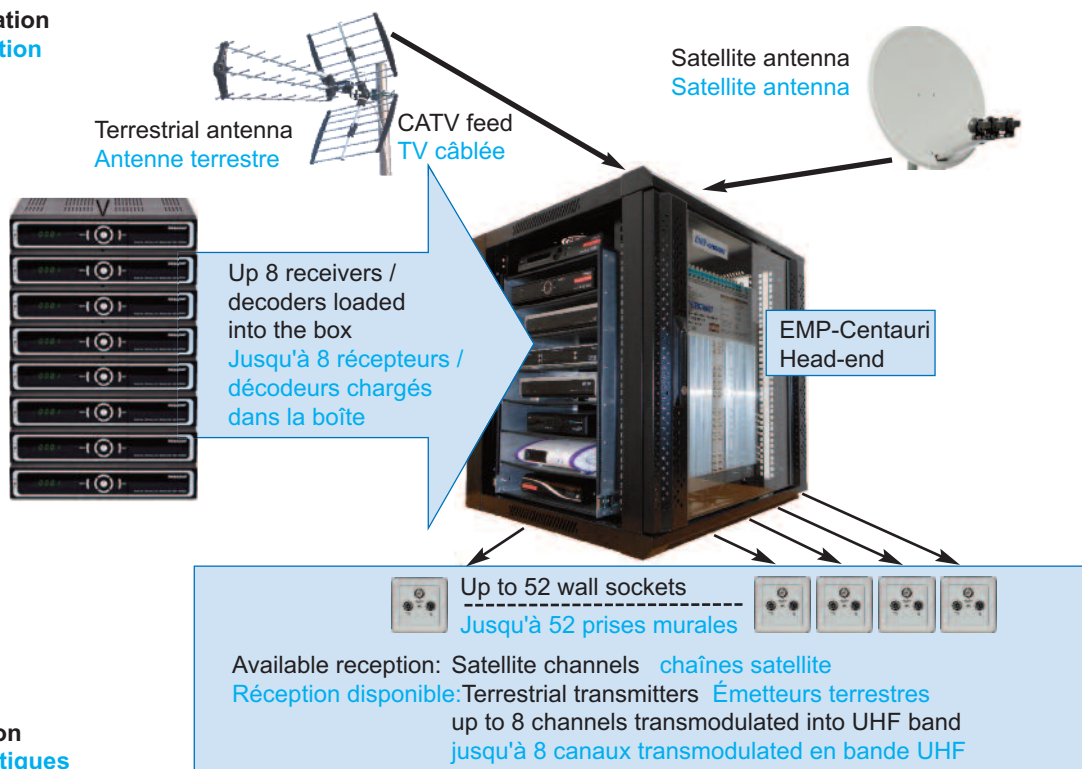 ation
tion
Satellite antenna
Satellite antenna
Terrestrial antenna
Antenne terrestre
CATV feed
TV câblée
Up 8 receivers /
decoders loaded
into the box
Jusqu'à 8 récepteurs /
décodeurs chargés
dans la boîte
EMP-Centauri
Head-end
Up to 52 wall sockets
Jusqu'à 52 prises murales
Available reception: Satellite channels chaînes satellite
Réception disponible:Terrestrial transmitters Émetteurs terrestres
up to 8 channels transmodulated into UHF band
jusqu'à 8 canaux transmodulated en bande UHF
on
tiques